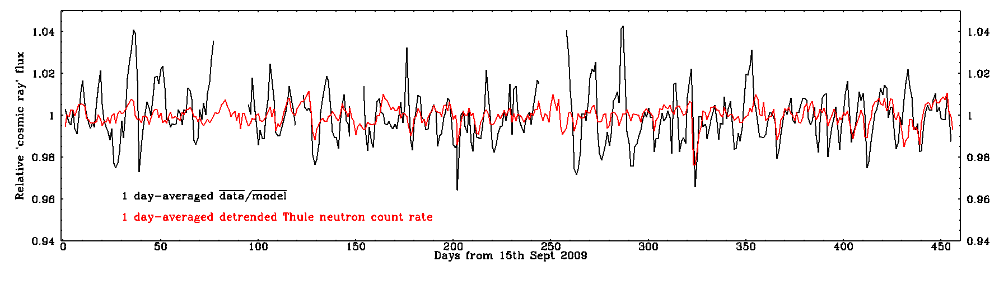 1.04 1.04
1.02 1.02
1 1
0.98 0.98
0.96 0.96
0.94 0.94
Relative 'cosmic ray' flux
1 day-averaged data/model
1 day-averaged detrended Thule neutron count rate
0 50 100 150 200 250 300 350 400 450
Days from 15th Sept 2009